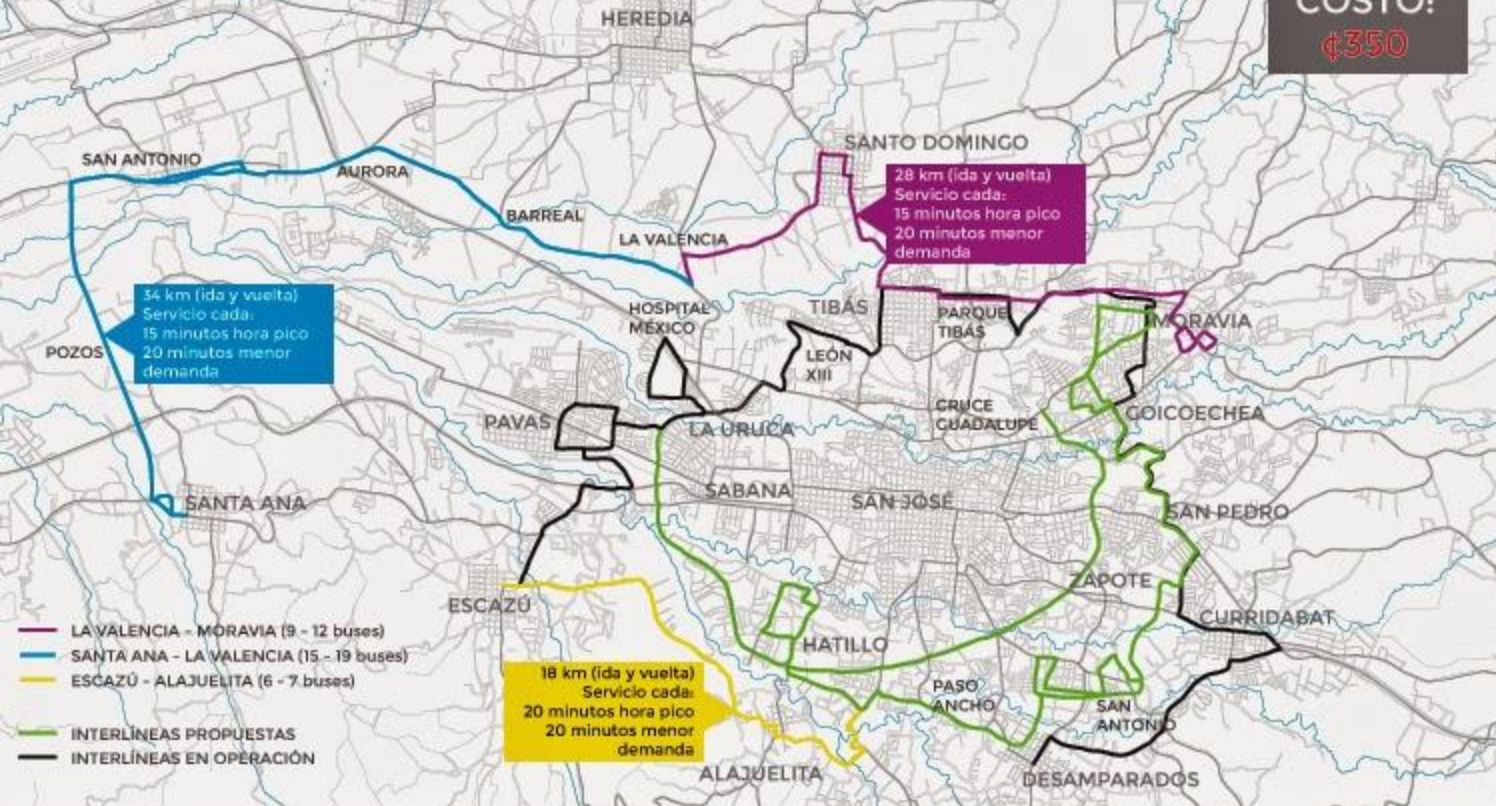 COSTO:
₡350
HEREDIA
SANTO DOMINGO
SAN ANTONIO
AURORA
28 km (ida y vuelta)
Servicio cada:
15 minutos hora pico
20 minutos menor
demanda
BARREAL
LA VALENCIA
34 km (ida y vuelta)
Servicio cada:
15 minutos hora pico
20 minutos menor
demanda
POZOS
HOSPITAL
MÉXICO
TIBÁS
PARQUE
TIBÁS
MORAVIA
LEÓN
XIII
PAVAS
LA URUCA
CRUCE
GUADALUPE
GOICOECHEA
SANTA ANA
SABANA
SAN JOSÉ
SAN PEDRO
ZAPOTE
ESCAZÚ
CURRIDABAT
HATILLO
LA VALENCIA - MORAVIA (9 - 12 buses)
SANTA ANA - LA VALENCIA (15 - 19 buses)
ESCAZÚ - ALAJUELITA (6 - 7 buses)
INTERLÍNEAS PROPUESTAS
INTERLÍNEAS EN OPERACIÓN
18 km (ida y vuelta)
Servicio cada:
20 minutos hora pico
20 minutos menor
demanda
PASO
ANCHO
SAN
ANTONIO
ALAJUELITA
DESAMPARADOS